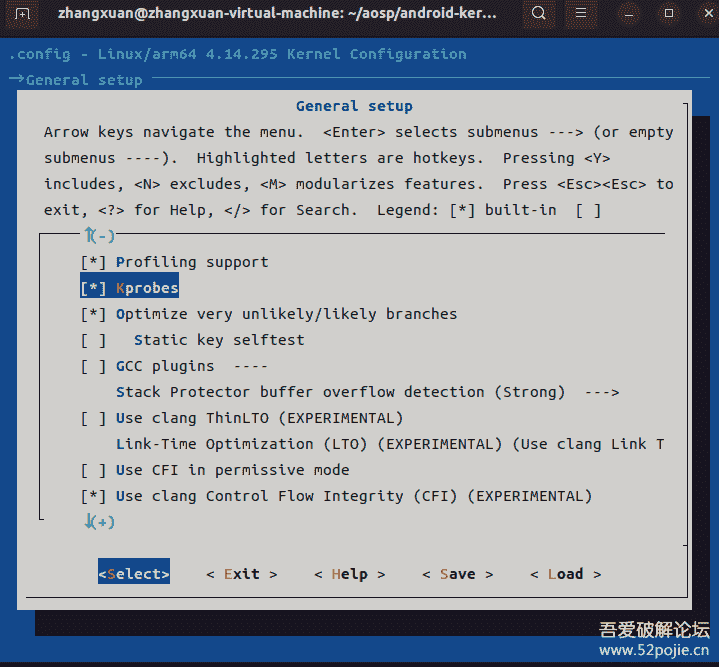 zhangxuan@zhangxuan-virtual-machine: ~/aosp/android-ker...
.config - Linux/arm64 4.14.295 Kernel Configuration
→General setup
General setup
Arrow keys navigate the menu.  <Enter> selects submenus ---> (or empty
submenus ----).  Highlighted letters are hotkeys.  Pressing <Y>
includes, <N> excludes, <M> modularizes features.  Press <Esc><Esc> to
exit, <?> for Help, </> for Search.  Legend: [*] built-in  [ ]
↑(-)
[*] Profiling support
[*] Kprobes
[*] Optimize very unlikely/likely branches
[ ]   Static key selftest
[ ] GCC plugins  ----
Stack Protector buffer overflow detection (Strong)  --->
[ ] Use clang ThinLTO (EXPERIMENTAL)
Link-Time Optimization (LTO) (EXPERIMENTAL) (Use clang Link T
[ ] Use CFI in permissive mode
[*] Use clang Control Flow Integrity (CFI) (EXPERIMENTAL)
↓(+)
<Select>    < Exit >    < Help >    < Save >    < Load >
吾爱破解论坛
www.52pojie.cn